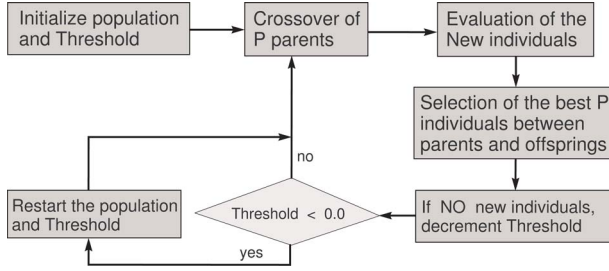 Initialize population
and Threshold
Crossover of
P parents
Evaluation of the
New individuals
Selection of the best P
individuals between
parents and offsprings
If NO new individuals,
decrement Threshold
Threshold < 0.0
no
yes
Restart the population
and Threshold